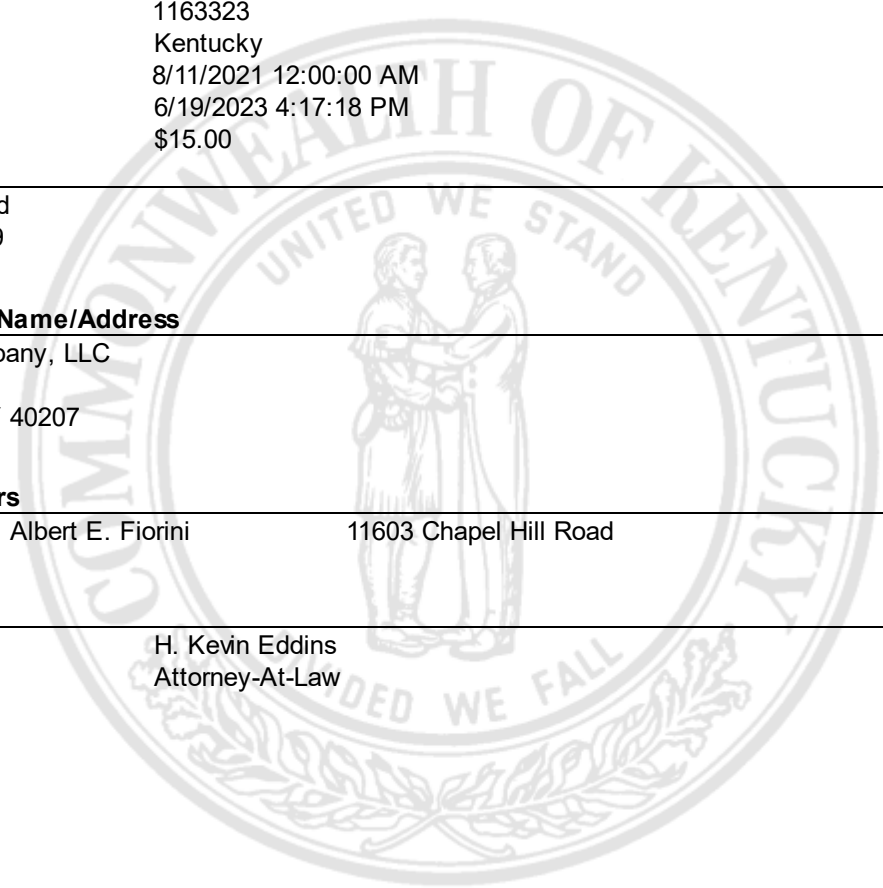 1163323
Kentucky
8/11/2021 12:00:00 AM
6/19/2023 4:17:18 PM
$15.00
d
9
Name/Address
pany, LLC
40207
rs
Albert E. Fiorini 11603 Chapel Hill Road
H. Kevin Eddins
Attorney-At-Law
COMMONWEALTH OF KENTUCKY
UNITED WE STAND
DIVIDED WE FALL